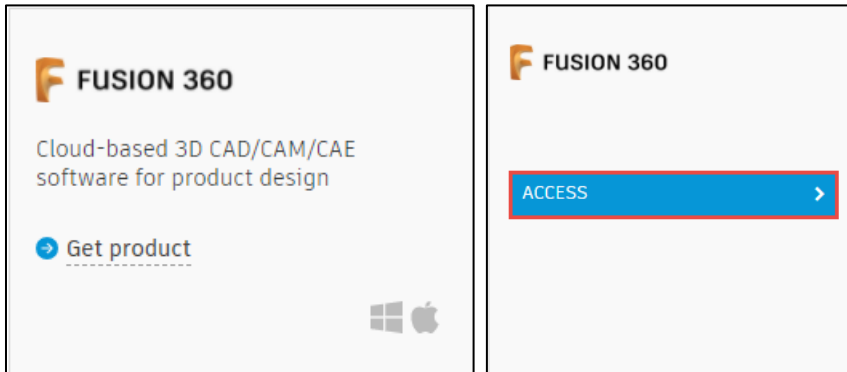 FUSION 360
Cloud-based 3D CAD/CAM/CAE
software for product design
Get product
FUSION 360
ACCESS